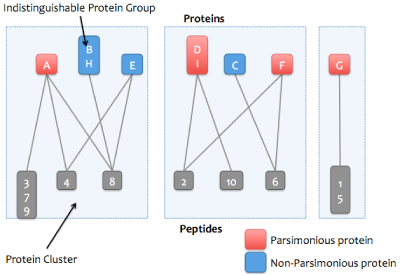 Indistinguishable Protein Group
Proteins
A
B
H
E
D
I
C
F
G
3
7
9
4
8
2
10
6
1
5
Protein Cluster
Peptides
Parsimonious protein
Non-Parsimonious protein